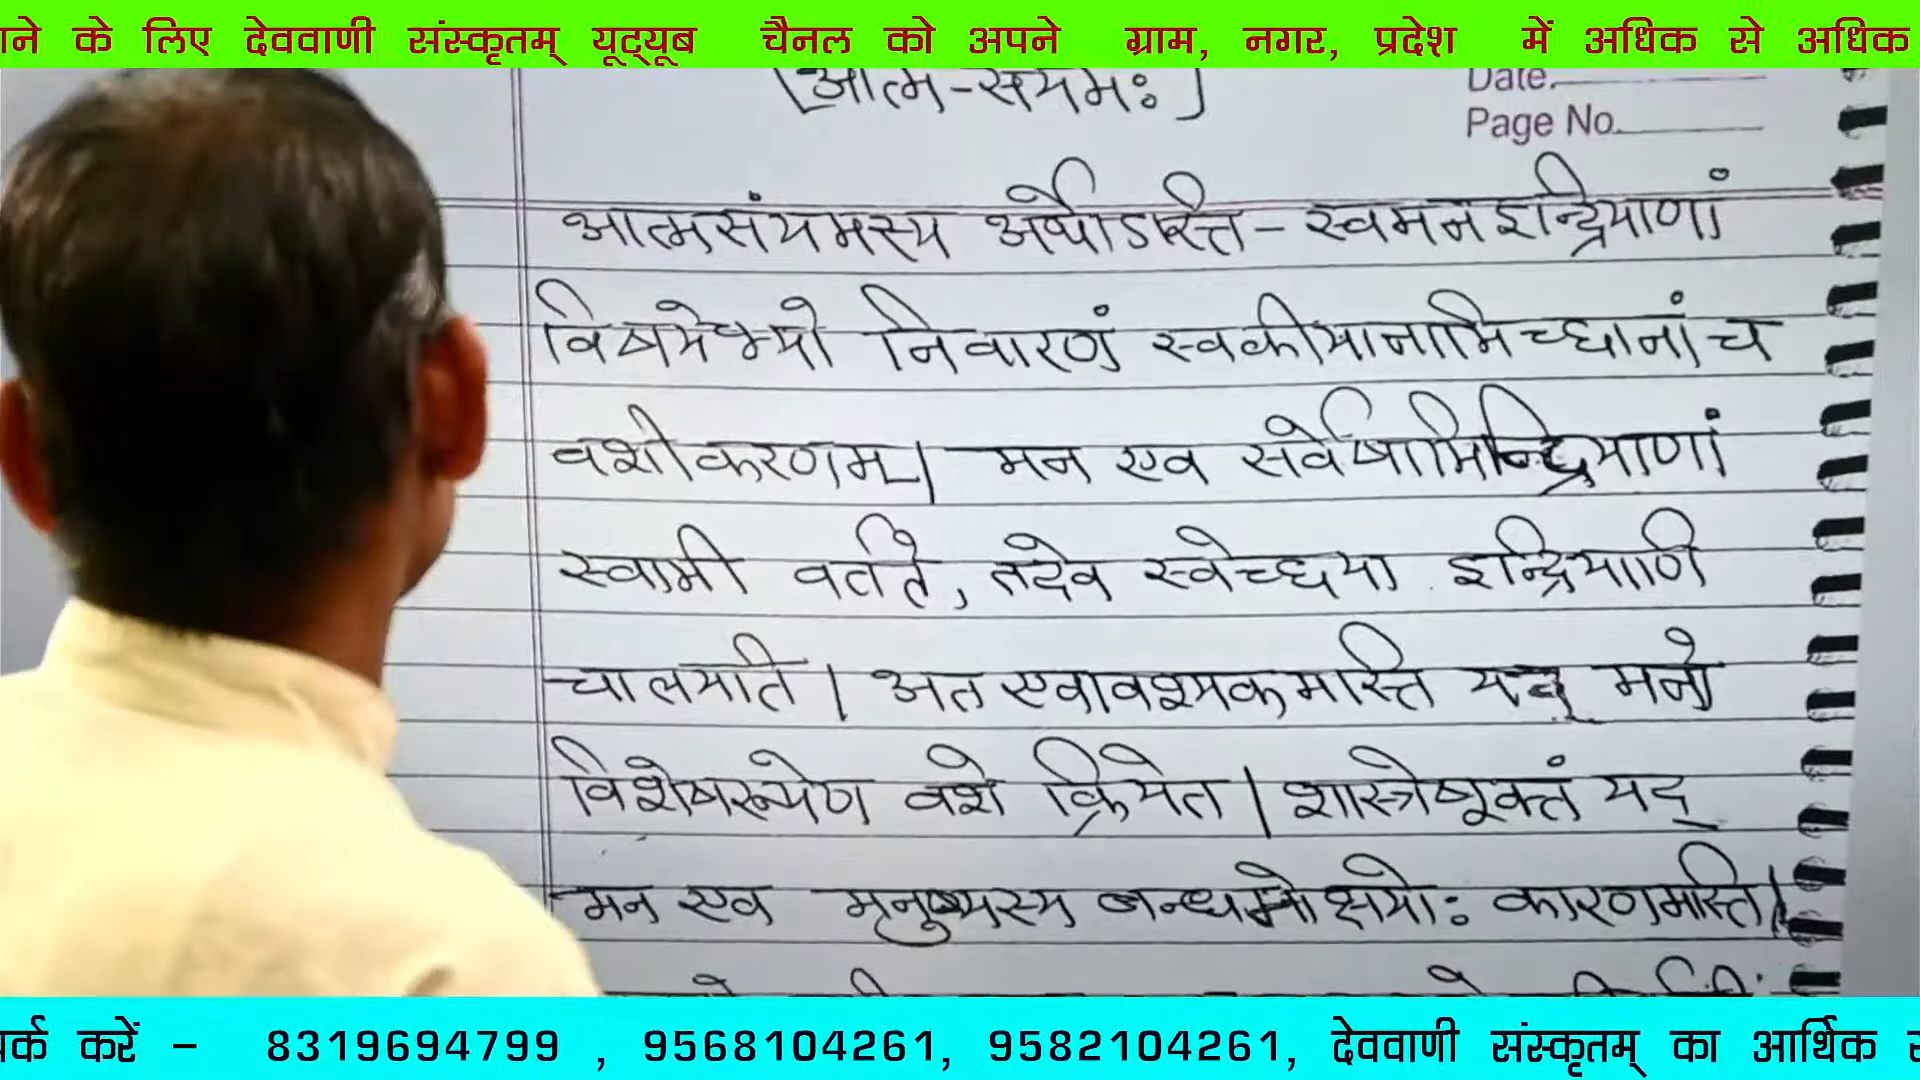 ने के लिए देववाणी संस्कृतम् यूट्यूब चैनल को अपने ग्राम, नगर, प्रदेश में अधिक से अधिक
[आत्म-संयमः]
Date.
Page No.
आत्मसंयमस्य अर्थोऽस्ति - स्वमन इन्द्रियाणां
विषयेभ्यो निवारणं स्वकीयानामिच्छानां च
वशीकरणम्। मन एव सर्वेषामिन्द्रियाणां
स्वामी वर्तते, तदेव स्वेच्छया इन्द्रियाणि
चालयति। अत एवावश्यकमस्ति यद् मनो
विशेषरूपेण वशे क्रियेत। शास्त्रेषूक्तं यद्
मन एव मनुष्यस्य बन्धमोक्षयोः कारणमस्ति।
पर्क करें - 8319694799 , 9568104261, 9582104261, देववाणी संस्कृतम् का आर्थिक